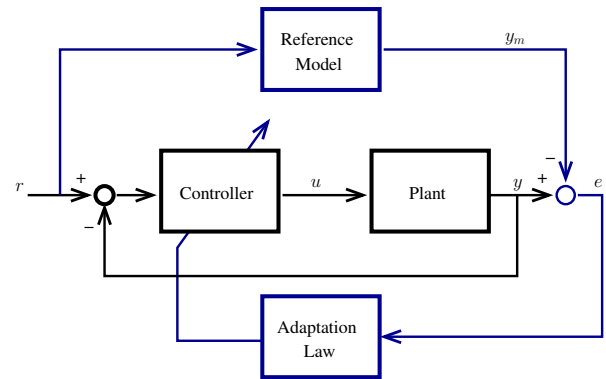 Reference
Model
y_m
r
+
−
Controller
u
Plant
y
+
−
e
Adaptation
Law